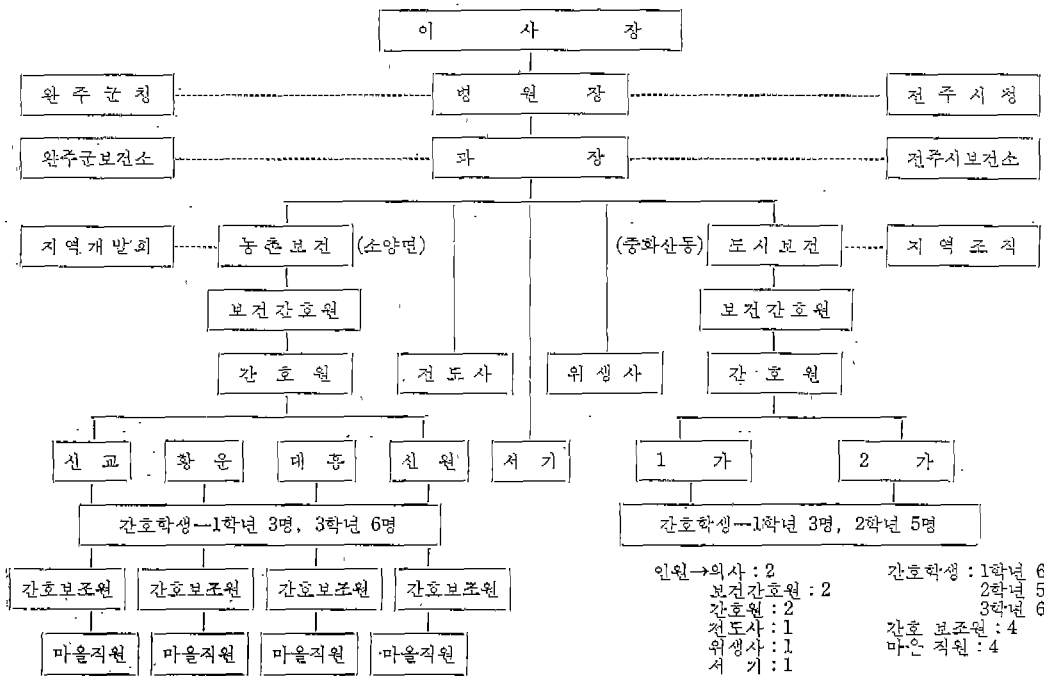 이 사 장
완주군청 병 원 장 전주시청
완주군보건소 과 장 전주시보건소
지역개발회 농촌보건 (소양면) (중화산동) 도시보건 지역조직
보건간호원 보건간호원
간 호 원 전도사 위생사 간 호 원
신 교 황 운 대 흥 신 원 서 기 1 가 2 가
간호학생—1학년 3명, 3학년 6명 간호학생—1학년 3명, 2학년 5명
간호보조원 간호보조원 간호보조원 간호보조원
마을직원 마을직원 마을직원 마을직원
인원→의사 : 2 간호학생 : 1학년 6
보건간호원 : 2 2학년 5
간호원 : 2 3학년 6
전도사 : 1 간호 보조원 : 4
위생사 : 1 마을 직원 : 4
서 기 : 1